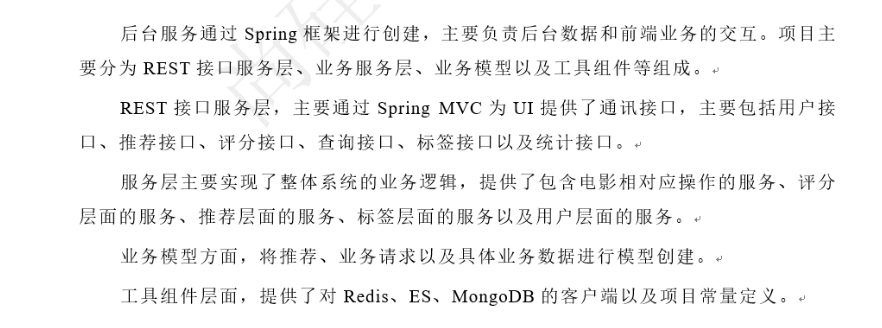 后台服务通过 Spring 框架进行创建，主要负责后台数据和前端业务的交互。项目主
要分为 REST 接口服务层、业务服务层、业务模型以及工具组件等组成。
REST 接口服务层，主要通过 Spring MVC 为 UI 提供了通讯接口，主要包括用户接
口、推荐接口、评分接口、查询接口、标签接口以及统计接口。
服务层主要实现了整体系统的业务逻辑，提供了包含电影相对应操作的服务、评分
层面的服务、推荐层面的服务、标签层面的服务以及用户层面的服务。
业务模型方面，将推荐、业务请求以及具体业务数据进行模型创建。
工具组件层面，提供了对 Redis、ES、MongoDB 的客户端以及项目常量定义。